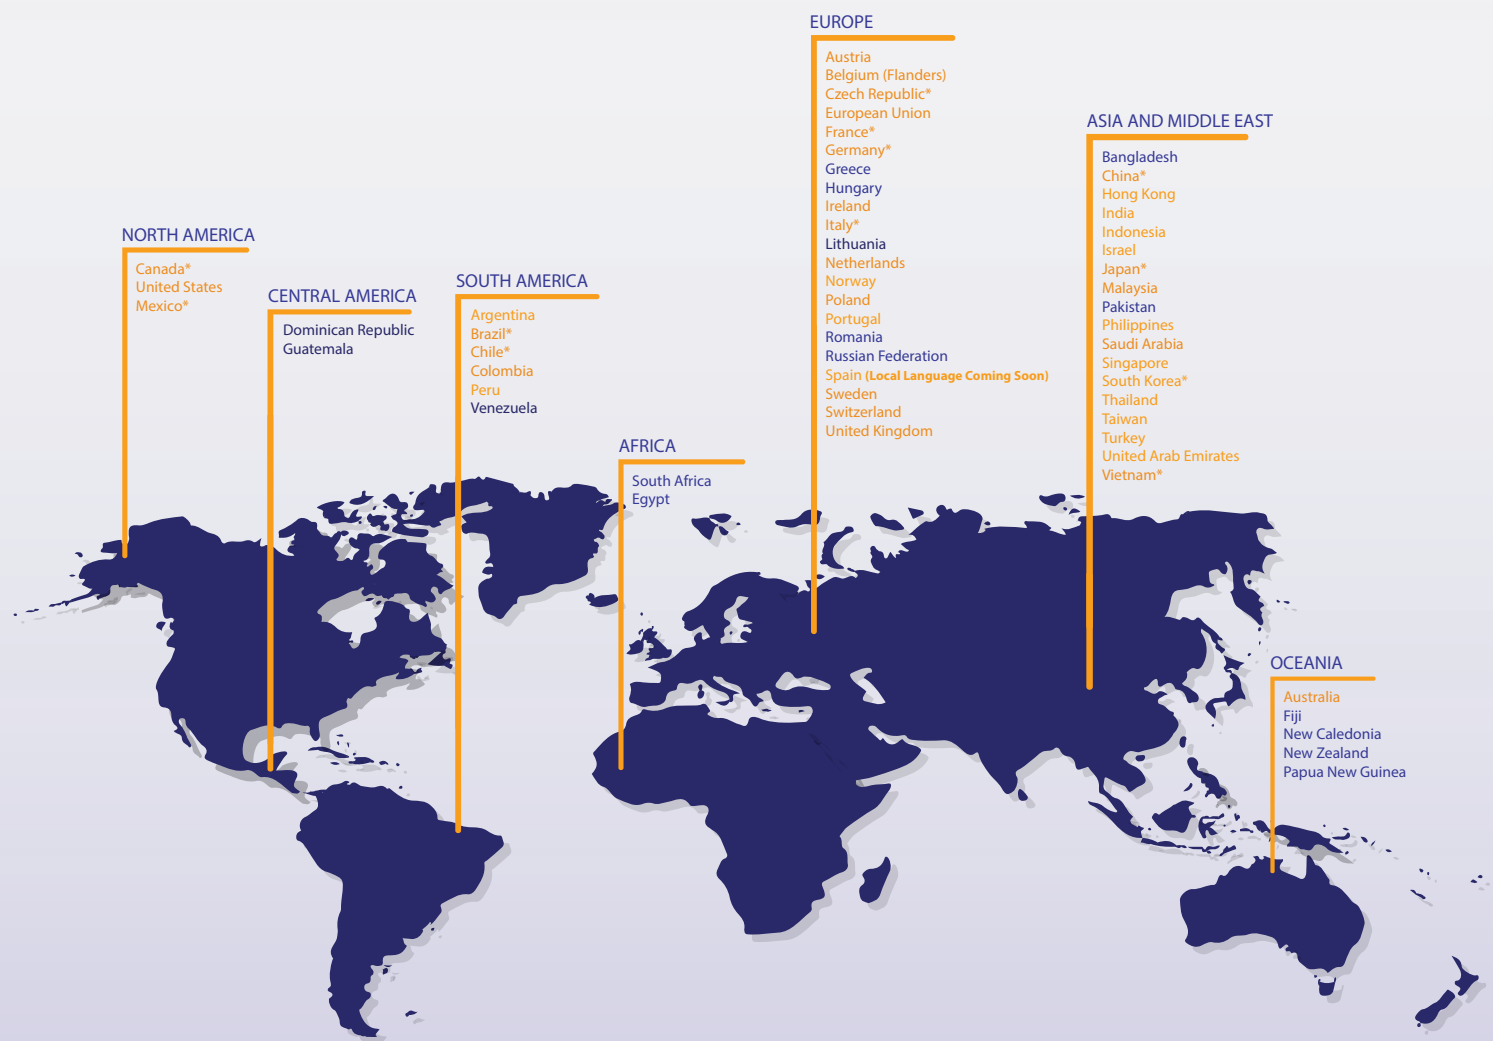 EUROPE
Austria
Belgium (Flanders)
Czech Republic*
European Union
France*
Germany*
Greece
Hungary
Ireland
Italy*
Lithuania
Netherlands
Norway
Poland
Portugal
Romania
Russian Federation
Spain (Local Language Coming Soon)
Sweden
Switzerland
United Kingdom
ASIA AND MIDDLE EAST
Bangladesh
China*
Hong Kong
India
Indonesia
Israel
Japan*
Malaysia
Pakistan
Philippines
Saudi Arabia
Singapore
South Korea*
Thailand
Taiwan
Turkey
United Arab Emirates
Vietnam*
NORTH AMERICA
Canada*
United States
Mexico*
CENTRAL AMERICA
Dominican Republic
Guatemala
SOUTH AMERICA
Argentina
Brazil*
Chile*
Colombia
Peru
Venezuela
AFRICA
South Africa
Egypt
OCEANIA
Australia
Fiji
New Caledonia
New Zealand
Papua New Guinea